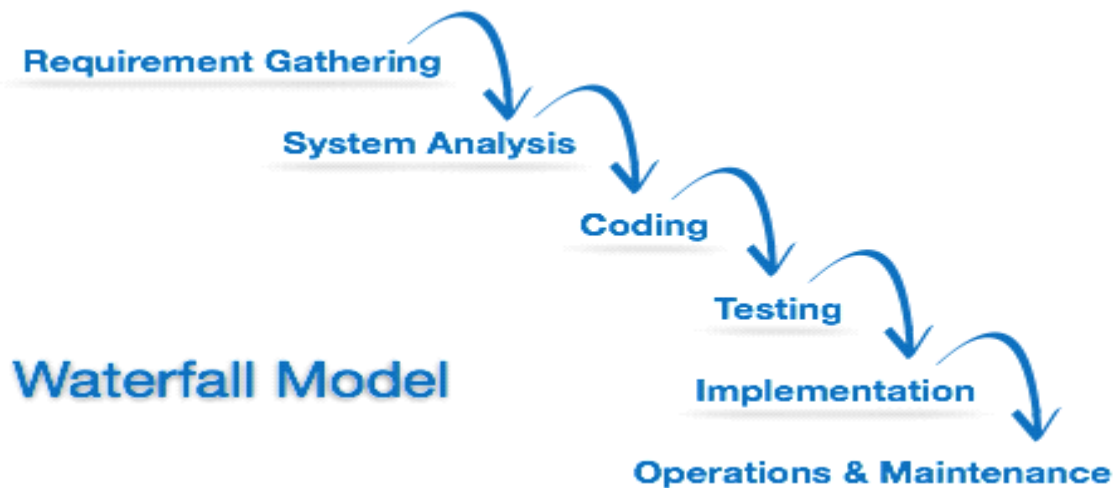 Requirement Gathering
System Analysis
Coding
Testing
Waterfall Model
Implementation
Operations & Maintenance